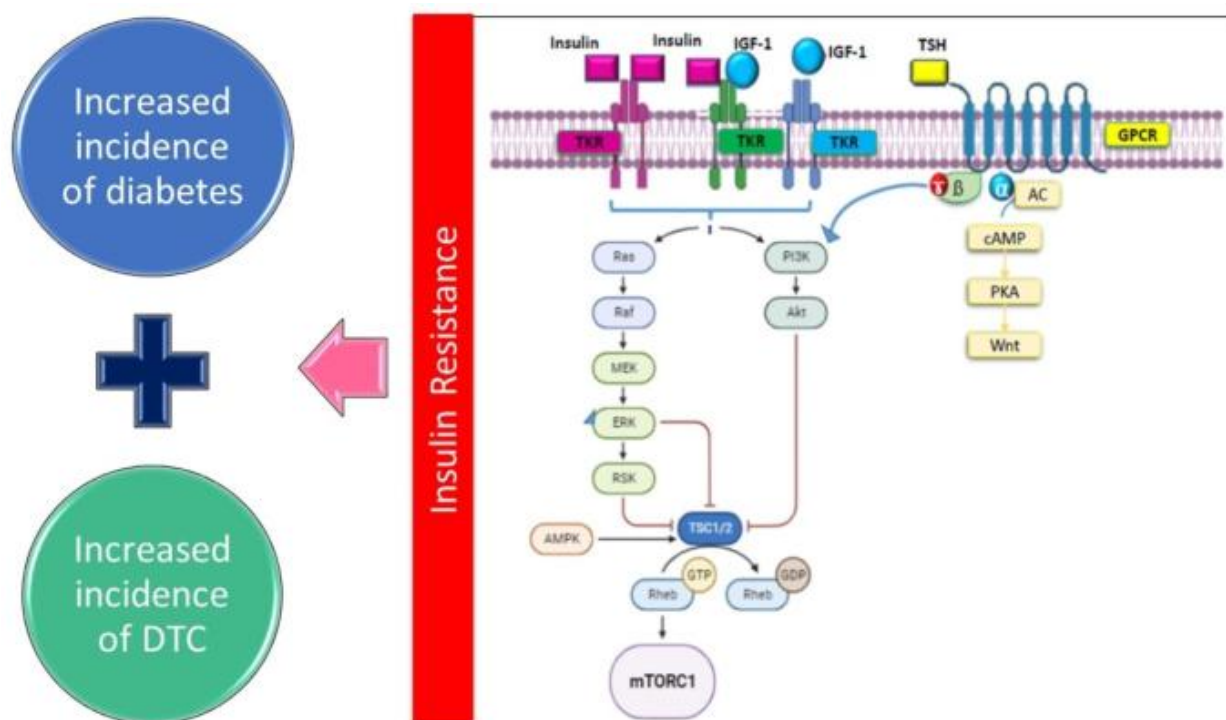 Increased
incidence
of diabetes
Increased
incidence
of DTC
Insulin Resistance
Insulin
Insulin
IGF-1
IGF-1
TSH
TKR
TKR
TKR
GPCR
γ
β
α
AC
cAMP
PKA
Wnt
Ras
PI3K
Raf
Akt
MEK
ERK
RSK
AMPK
TSC1/2
GTP
GDP
Rheb
Rheb
mTORC1